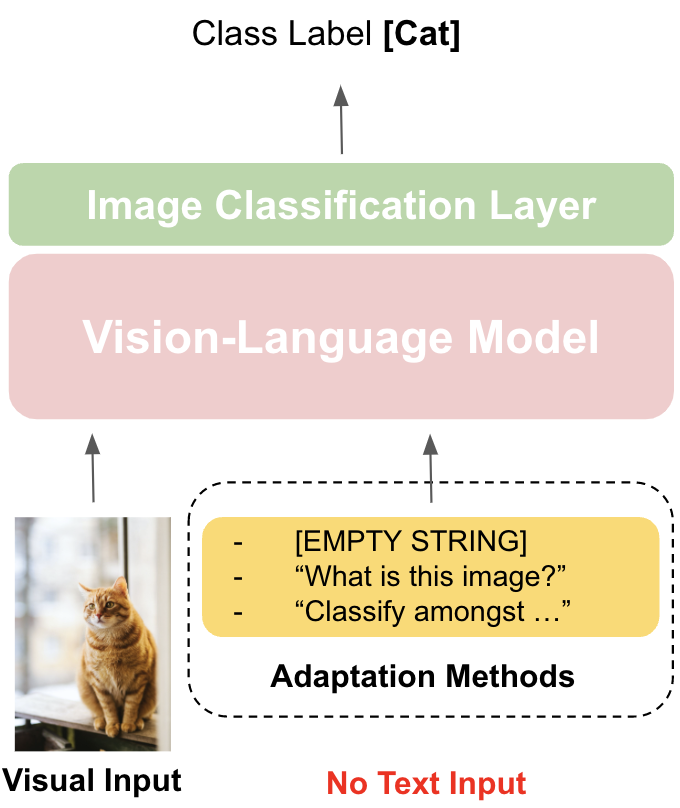 Class Label [Cat]
Image Classification Layer
Vision-Language Model
- [EMPTY STRING]
- “What is this image?”
- “Classify amongst …”
Adaptation Methods
Visual Input
No Text Input